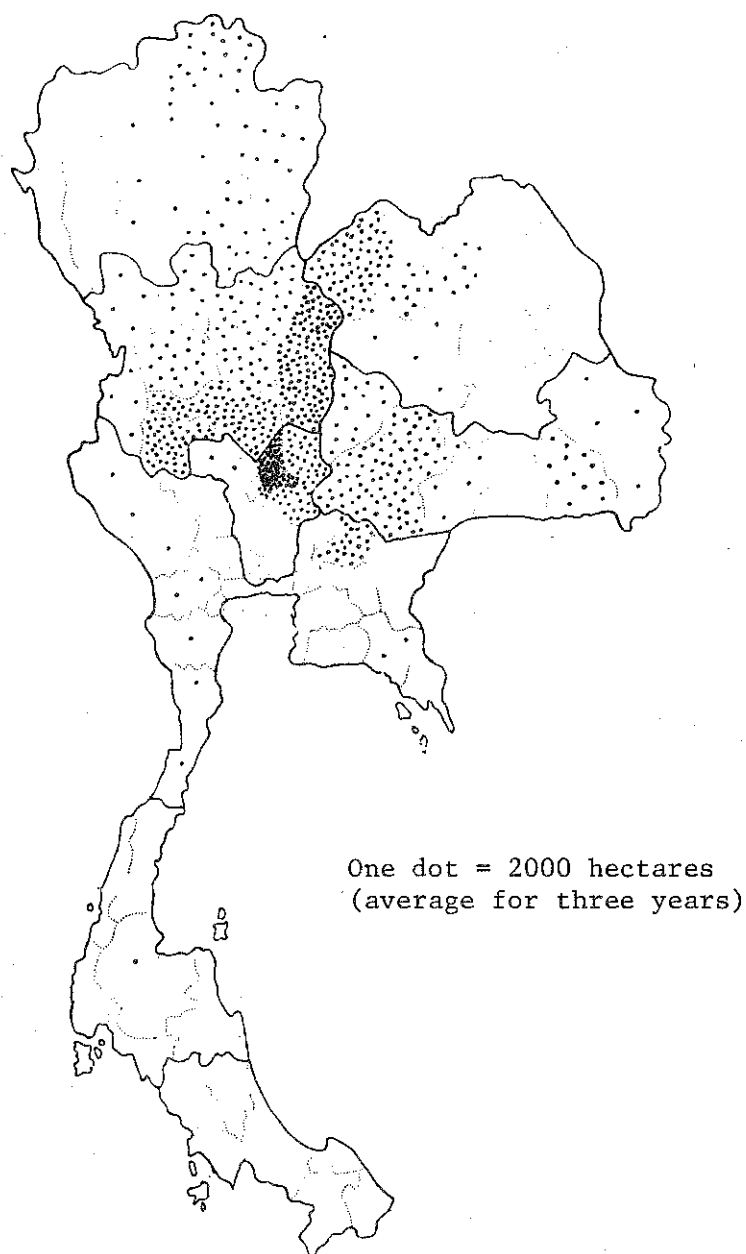 One dot = 2000 hectares
(average for three years)